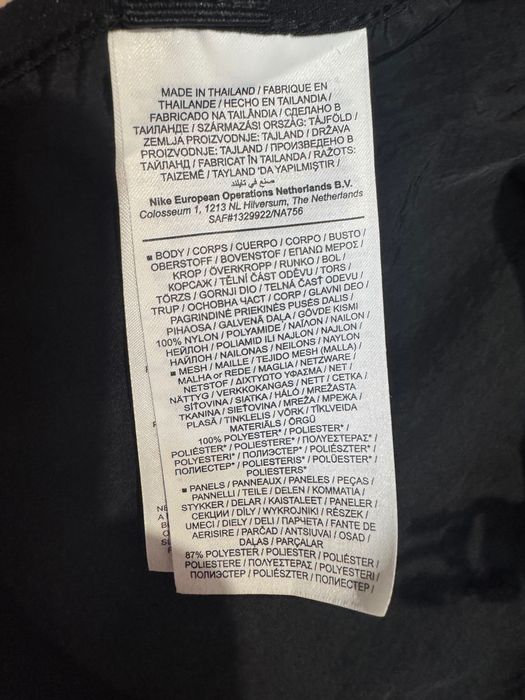 MADE IN THAILAND / FABRIQUE EN
THAILANDE / HECHO EN TAILANDIA /
FABRICADO NA TAILÂNDIA / СДЕЛАНО В
ТАИЛАНДЕ / SZÁRMAZÁSI ORSZÁG: TÁJFÖLD /
ZEMLJA PROIZVODNJE: TAJLAND / DRŽAVA
PROIZVODNJE: TAJLAND / ПРОИЗВЕДЕНО В
ТАЙЛАНД / FABRICAT ÎN TAILANDA / RAŽOTS:
TAIZEMĒ / TAYLAND 'DA YAPILMIŞTIR /
صنع في تايلند
Nike European Operations Netherlands B.V.
Colosseum 1, 1213 NL Hilversum, The Netherlands
SAF#1329922/NA756
■ BODY / CORPS / CUERPO / CORPO / BUSTO /
OBERSTOFF / BOVENSTOF / ΕΠΑΝΩ ΜΕΡΟΣ /
KROP / ÖVERKROPP / RUNKO / BOL /
КОРСАЖ / TĚLNÍ ČÁST ODĚVU / TORS /
TÖRZS / GORNJI DIO / TELNÁ ČASŤ ODEVU /
TRUP / ОСНОВНА ЧАСТ / CORP / GLAVNI DEO /
PAGRINDINĖ PRIEKINĖS PUSĖS DALIS /
PIHAOSA / GALVENĀ DAĻA / GÖVDE KISMI
100% NYLON / POLYAMIDE / ΝΑΪΛΟΝ / NAILON /
НЕЙЛОН / POLIAMID ILI NAJLON / NAJLON /
НАЙЛОН / NAILONAS / NEILONS / NAYLON
■ MESH / MAILLE / TEJIDO MESH (MALLA) /
MALHA or REDE / MAGLIA / NETZWARE /
NETSTOF / ΔΙΧΤΥΩΤΟ ΥΦΑΣΜΑ / NET /
NÄTTYG / VERKKOKANGAS / NETT / СЕТКА /
SÍŤOVINA / SIATKA / HÁLÓ / MREŽASTA
TKANINA / SIEŤOVINA / MREŽA / МРЕЖА /
PLASĂ / TINKLELIS / VÕRK / TĪKLVEIDA
MATERIĀLS / ÖRGÜ
100% POLYESTER* / POLIESTER* /
POLIÉSTER* / POLIESTERE* / ΠΟΛΥΕΣΤΕΡΑΣ* /
POLYESTERI* / ПОЛИЭСТЕР* / POLIÉSZTER* /
ПОЛИЕСТЕР* / POLIESTERIS* / POLÜESTER* /
POLIESTERS*
■ PANELS / PANNEAUX / PANELES / PEÇAS /
PANNELLI / TEILE / DELEN / ΚΟΜΜΑΤΙΑ /
STYKKER / DELAR / KAISTALEET / PANELER /
СЕКЦИИ / DÍLY / WYKROJNIKI / RÉSZEK /
UMECI / DIELY / DELI / ПАРЧЕТА / FANTE DE
AERISIRE / PARČAD / ANTSIUVAI / OSAD /
DAĻAS / PARÇALAR
87% POLYESTER / POLIESTER / POLIÉSTER /
POLIESTERE / ΠΟΛΥΕΣΤΕΡΑΣ / POLYESTERI /
ПОЛИЭСТЕР / POLIÉSZTER / ПОЛИЕСТЕР /